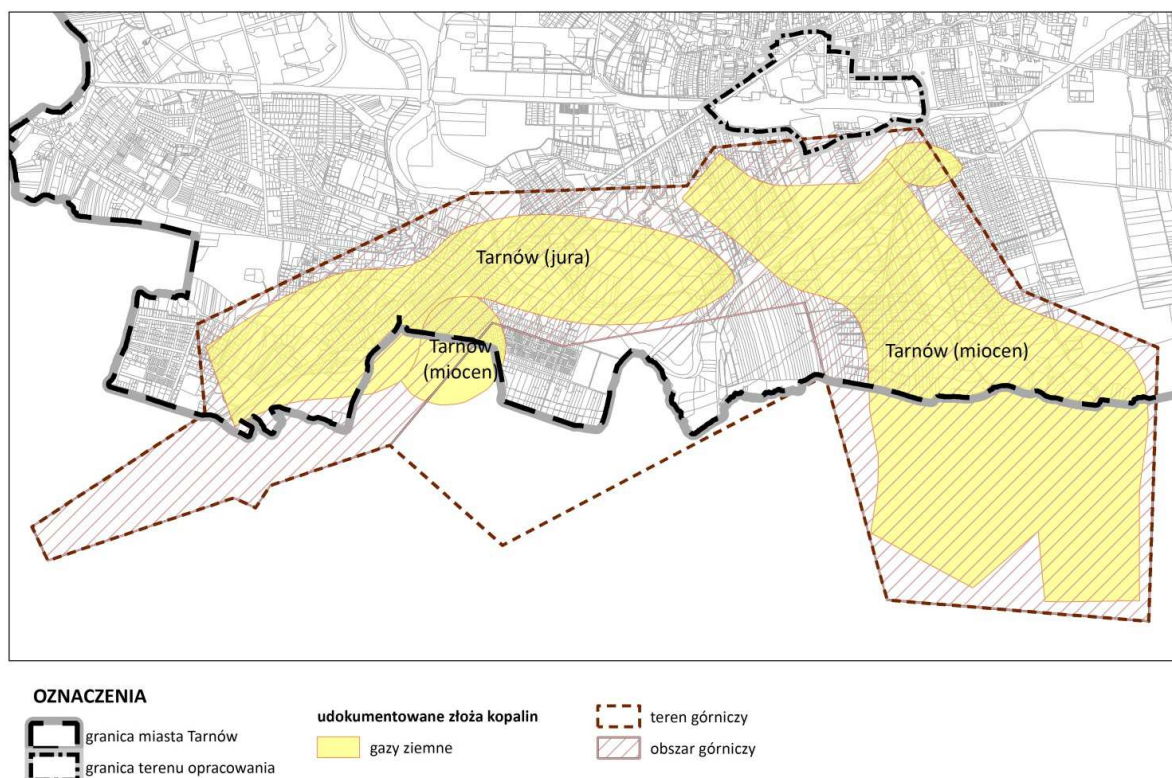 Tarnów (jura)
Tarnów
(miocen)
Tarnów (miocen)
OZNACZENIA
granica miasta Tarnów
granica terenu opracowania
udokumentowane złoża kopalin
gazy ziemne
teren górniczy
obszar górniczy